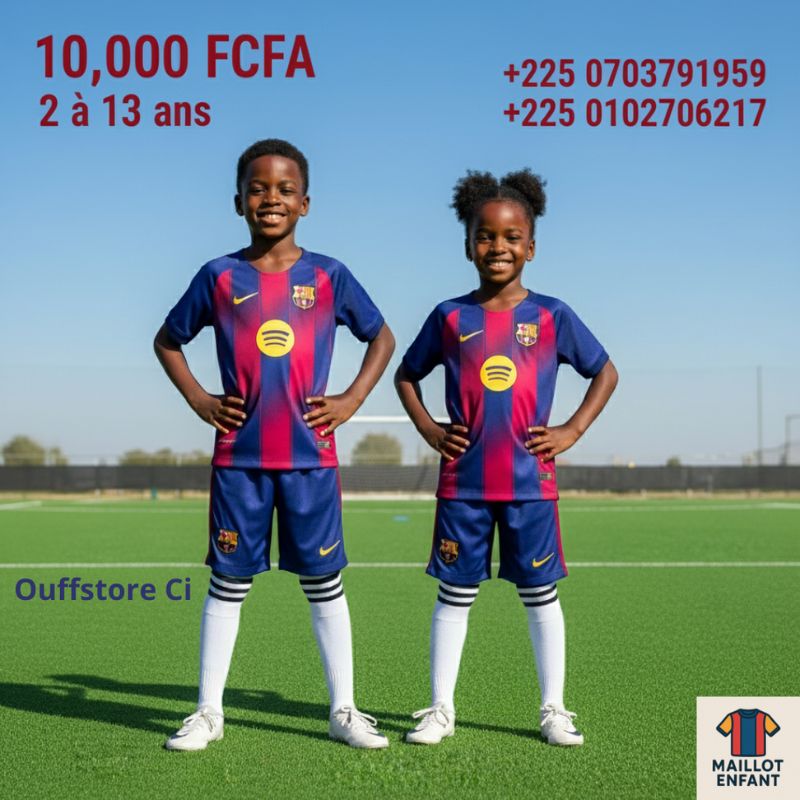 10,000 FCFA
2 à 13 ans
+225 0703791959
+225 0102706217
Ouffstore Ci
MAILLOT
ENFANT